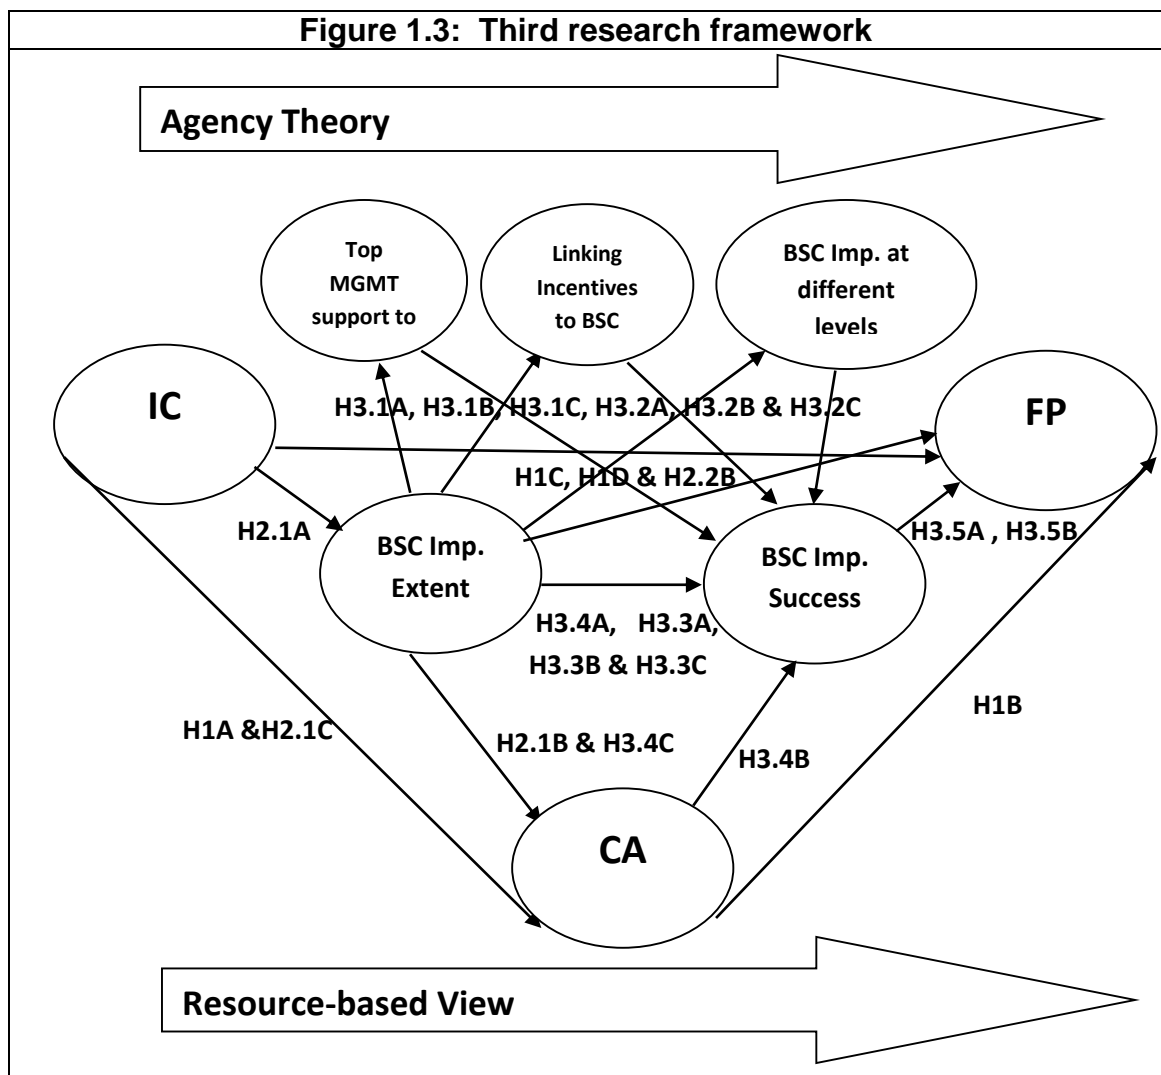 Figure 1.3: Third research framework
Agency Theory
Top
MGMT
support to
Linking
Incentives
to BSC
BSC Imp. at
different
levels
IC
FP
H3.1A, H3.1B, H3.1C, H3.2A, H3.2B & H3.2C
H1C, H1D & H2.2B
H2.1A
BSC Imp.
Extent
BSC Imp.
Success
H3.5A , H3.5B
H3.4A, H3.3A,
H3.3B & H3.3C
H1A &H2.1C
H2.1B & H3.4C
H3.4B
H1B
CA
Resource-based View